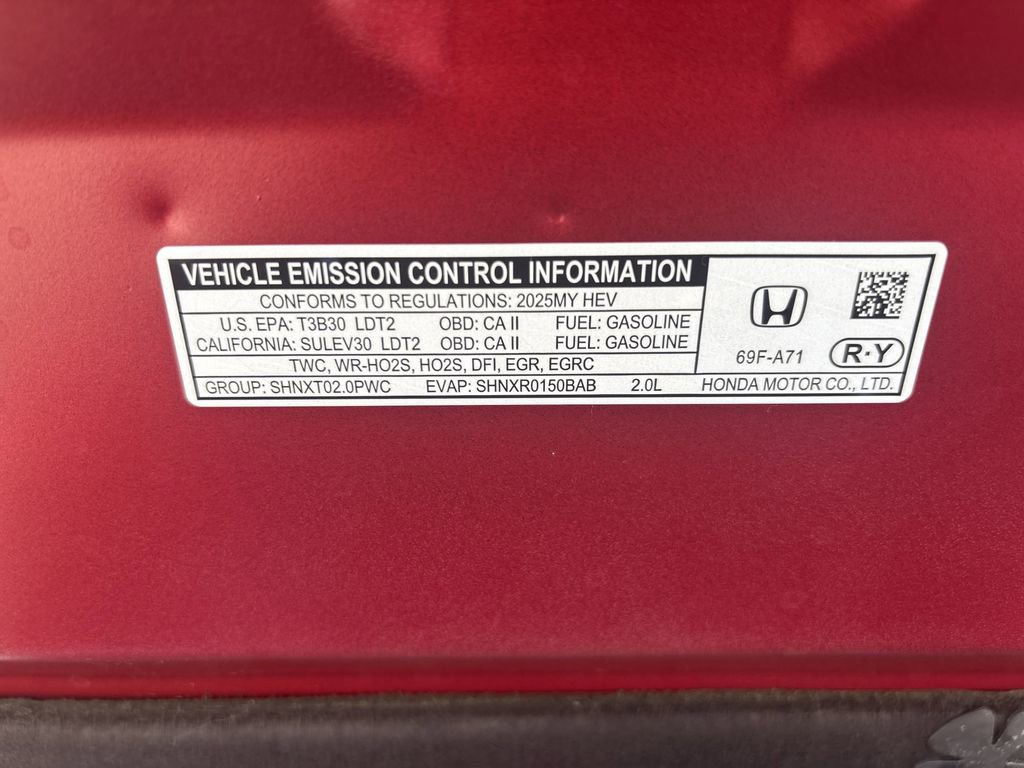 VEHICLE EMISSION CONTROL INFORMATION
CONFORMS TO REGULATIONS: 2025MY HEV
U.S. EPA: T3B30 LDT2 OBD: CA II FUEL: GASOLINE
CALIFORNIA: SULEV30 LDT2 OBD: CA II FUEL: GASOLINE
TWC, WR-HO2S, HO2S, DFI, EGR, EGRC
GROUP: SHNXT02.0PWC EVAP: SHNXR0150BAB 2.0L
69F-A71
R·Y
HONDA MOTOR CO., LTD.